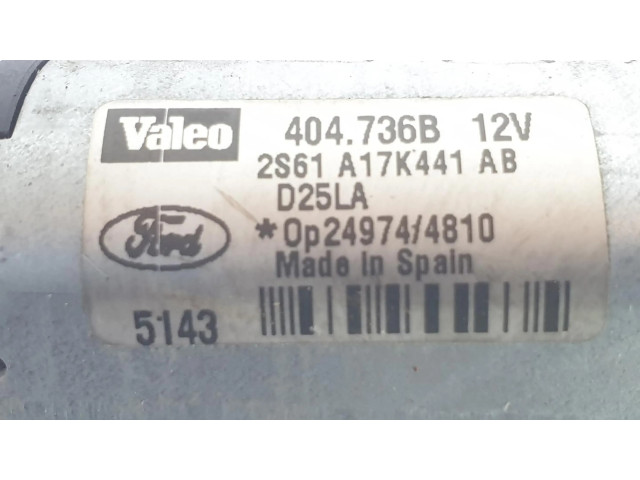 Valeo 404.736B 12V
2S61 A17K441 AB
D25LA
Ford *Op24974/4810
Made In Spain
5143